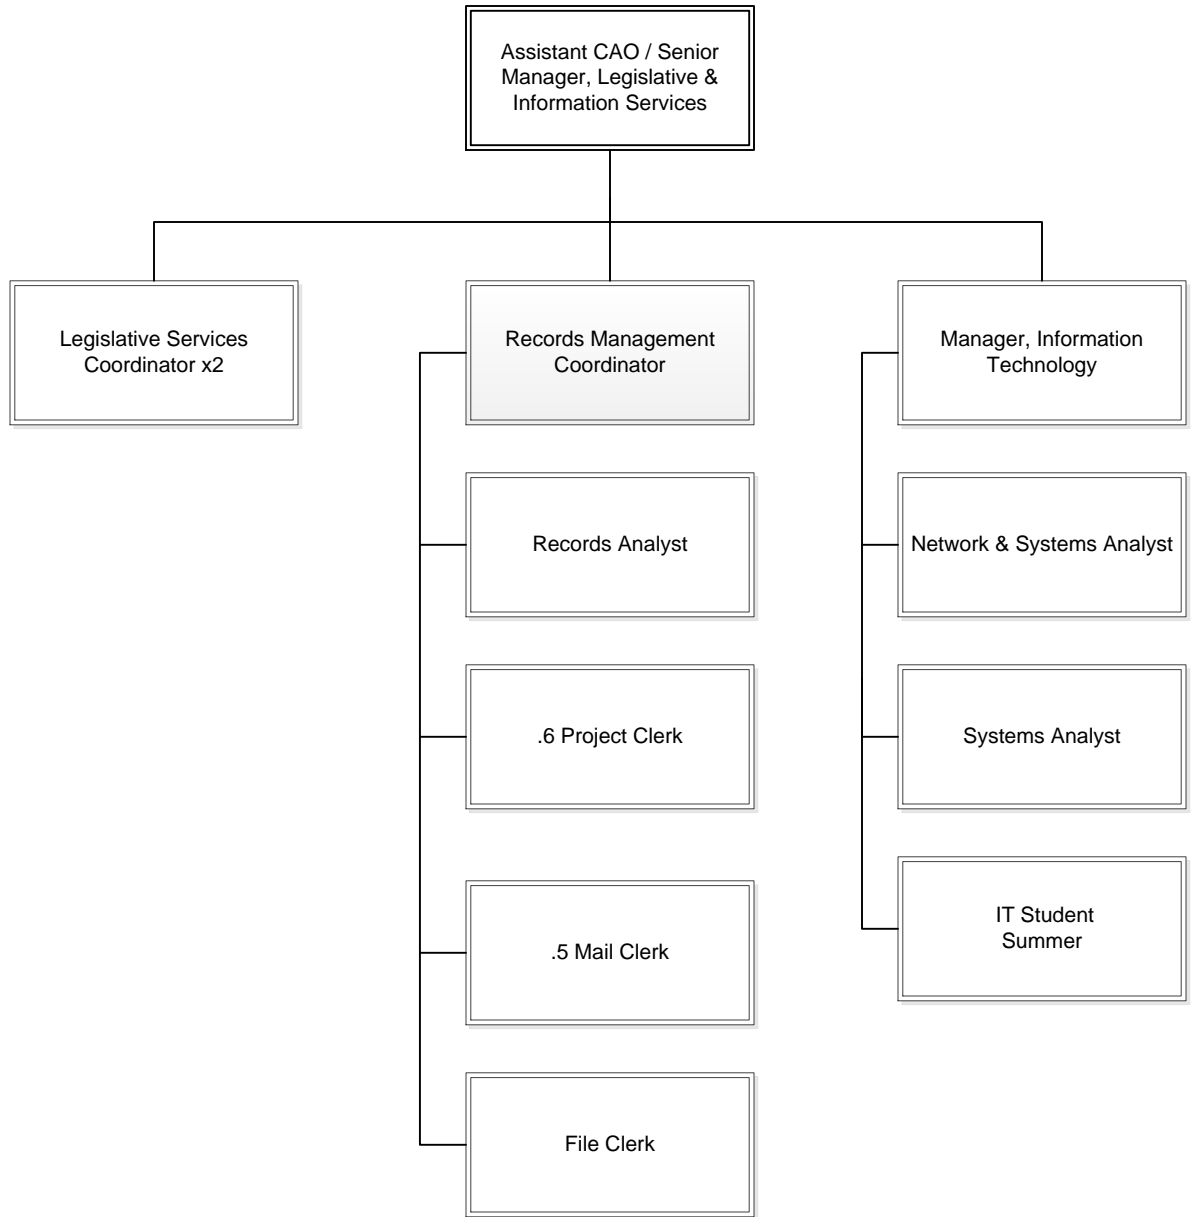 Assistant CAO / Senior
Manager, Legislative &
Information Services
Legislative Services
Coordinator x2
Records Management
Coordinator
Manager, Information
Technology
Records Analyst
Network & Systems Analyst
.6 Project Clerk
Systems Analyst
.5 Mail Clerk
IT Student
Summer
File Clerk